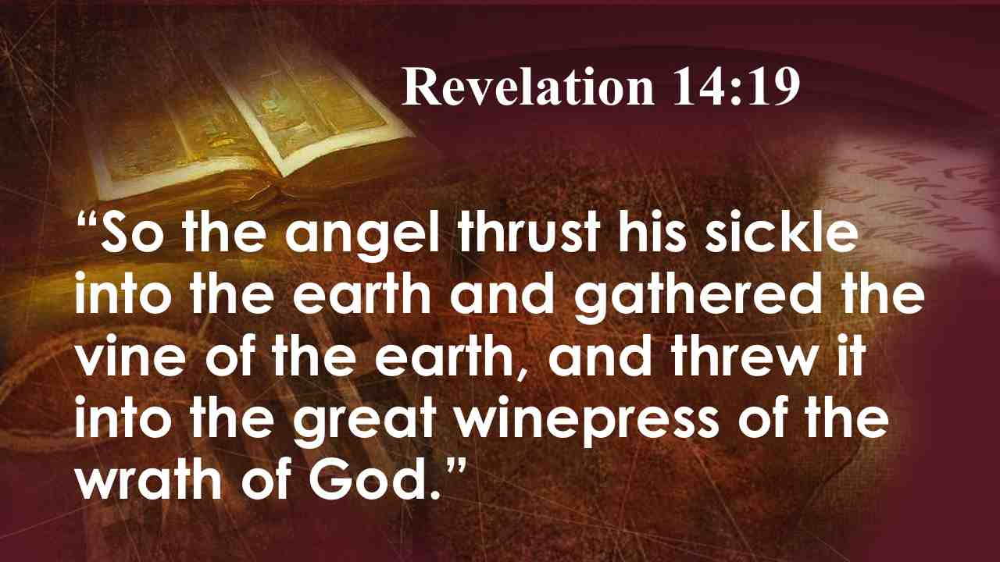 Revelation 14:19
“So the angel thrust his sickle
into the earth and gathered the
vine of the earth, and threw it
into the great winepress of the
wrath of God.”